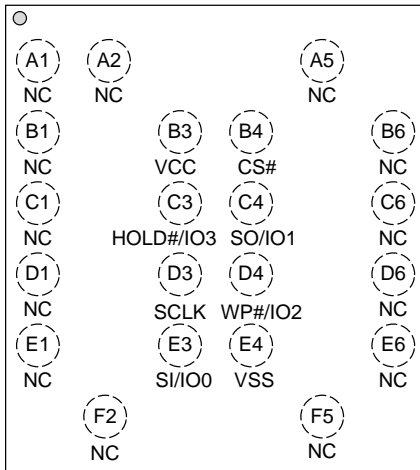 A1 A2 A5
NC NC NC
B1 B3 B4 B6
NC VCC CS# NC
C1 C3 C4 C6
NC HOLD#/IO3 SO/IO1 NC
D1 D3 D4 D6
NC SCLK WP#/IO2 NC
E1 E3 E4 E6
NC SI/IO0 VSS NC
F2 F5
NC NC